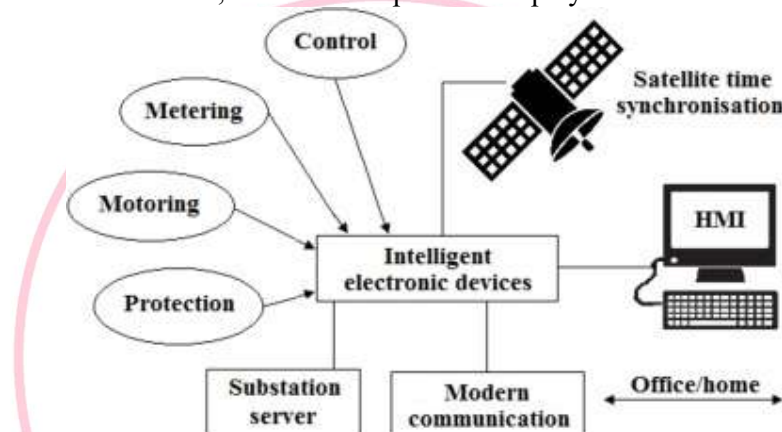 Control
Metering
Satellite time
synchronisation
Motoring
HMI
Intelligent
electronic devices
Protection
Substation
server
Modern
communication
Office/home